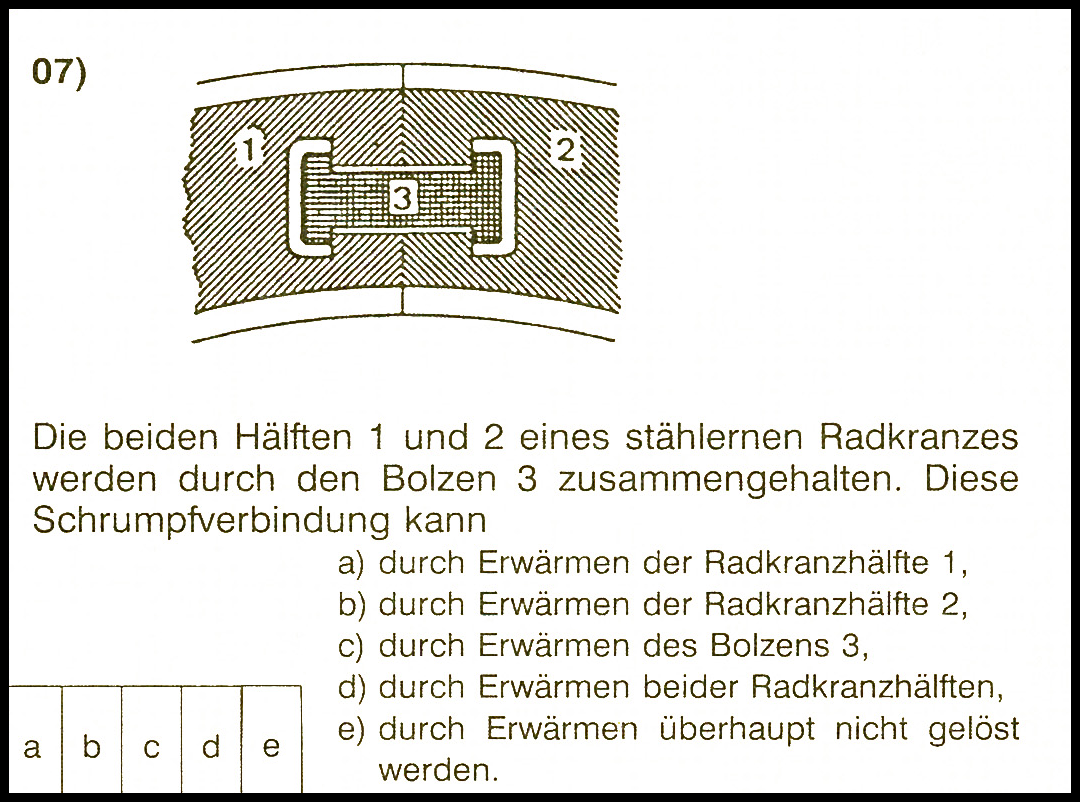 07)
1
2
3
Die beiden Hälften 1 und 2 eines stählernen Radkranzes
werden durch den Bolzen 3 zusammengehalten. Diese
Schrumpfverbindung kann
a) durch Erwärmen der Radkranzhälfte 1,
b) durch Erwärmen der Radkranzhälfte 2,
c) durch Erwärmen des Bolzens 3,
d) durch Erwärmen beider Radkranzhälften,
e) durch Erwärmen überhaupt nicht gelöst
werden.
a b c d e